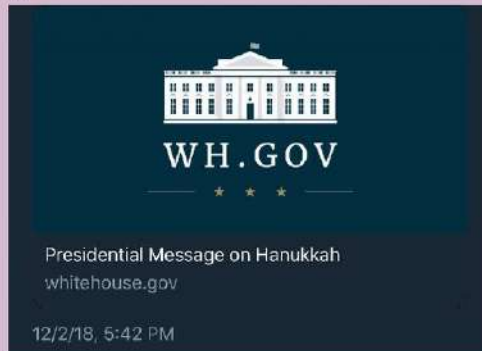 WH.GOV
Presidential Message on Hanukkah
whitehouse.gov
12/2/18, 5:42 PM